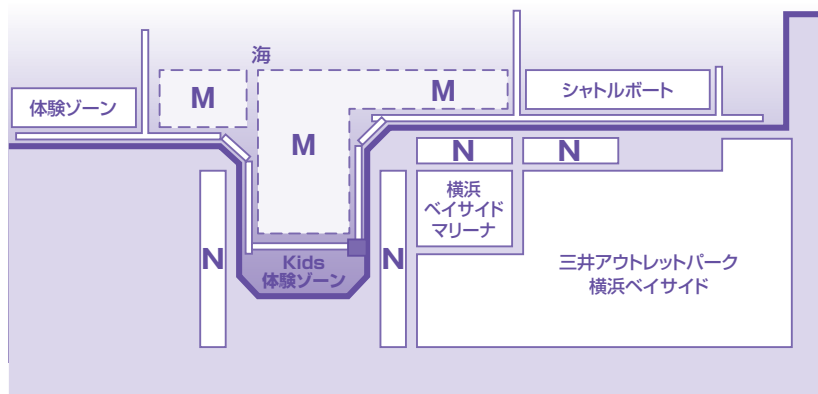 海
M
M
M
体験ゾーン
シャトルボート
N
N
横浜
ベイサイド
マリーナ
N
N
Kids
体験ゾーン
三井アウトレットパーク
横浜ベイサイド